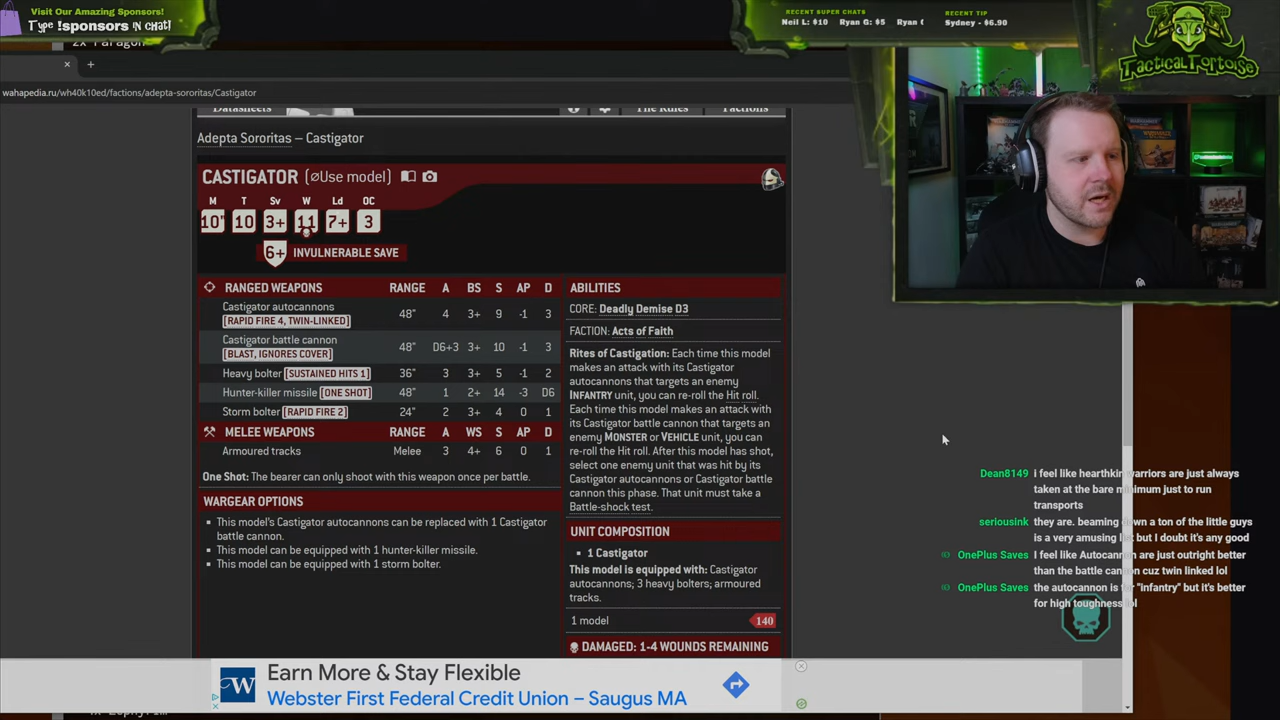 Visit Our Amazing Sponsors!
Type !sponsors in chat!
RECENT SUPER CHATS
Neil L: $10 Ryan G: $5 Ryan
RECENT TIP
Sydney - $6.90
TacticalTortoise
wahapedia.ru/wh40k10ed/factions/adepta-sororitas/Castigator
Datasheets
The Rules
Factions
Adepta Sororitas – Castigator
CASTIGATOR [⌀Use model]
M T Sv W Ld OC
10" 10 3+ 11 7+ 3
6+ INVULNERABLE SAVE
RANGED WEAPONS RANGE A BS S AP D
Castigator autocannons
[RAPID FIRE 4, TWIN-LINKED] 48" 4 3+ 9 -1 3
Castigator battle cannon
[BLAST, IGNORES COVER] 48" D6+3 3+ 10 -1 3
Heavy bolter [SUSTAINED HITS 1] 36" 3 3+ 5 -1 2
Hunter-killer missile [ONE SHOT] 48" 1 2+ 14 -3 D6
Storm bolter [RAPID FIRE 2] 24" 2 3+ 4 0 1
MELEE WEAPONS RANGE A WS S AP D
Armoured tracks Melee 3 4+ 6 0 1
One Shot: The bearer can only shoot with this weapon once per battle.
WARGEAR OPTIONS
▪ This model's Castigator autocannons can be replaced with 1 Castigator
battle cannon.
▪ This model can be equipped with 1 hunter-killer missile.
▪ This model can be equipped with 1 storm bolter.
ABILITIES
CORE: Deadly Demise D3
FACTION: Acts of Faith
Rites of Castigation: Each time this model
makes an attack with its Castigator
autocannons that targets an enemy
INFANTRY unit, you can re-roll the Hit roll.
Each time this model makes an attack with
its Castigator battle cannon that targets an
enemy MONSTER or VEHICLE unit, you can
re-roll the Hit roll. After this model has shot,
select one enemy unit that was hit by its
Castigator autocannons or Castigator battle
cannon this phase. That unit must take a
Battle-shock test.
UNIT COMPOSITION
▪ 1 Castigator
This model is equipped with: Castigator
autocannons; 3 heavy bolters; armoured
tracks.
1 model 140
DAMAGED: 1-4 WOUNDS REMAINING
Dean8149 i feel like hearthkin warriors are just always
taken at the bare minimum just to run
transports
seriousink they are. beaming down a ton of the little guys
is a very amusing list but I doubt it's any good
OnePlus Saves I feel like Autocannon are just outright better
than the battle cannon cuz twin linked lol
OnePlus Saves the autocannon is for "infantry" but it's better
for high toughness lol
Earn More & Stay Flexible
Webster First Federal Credit Union – Saugus MA